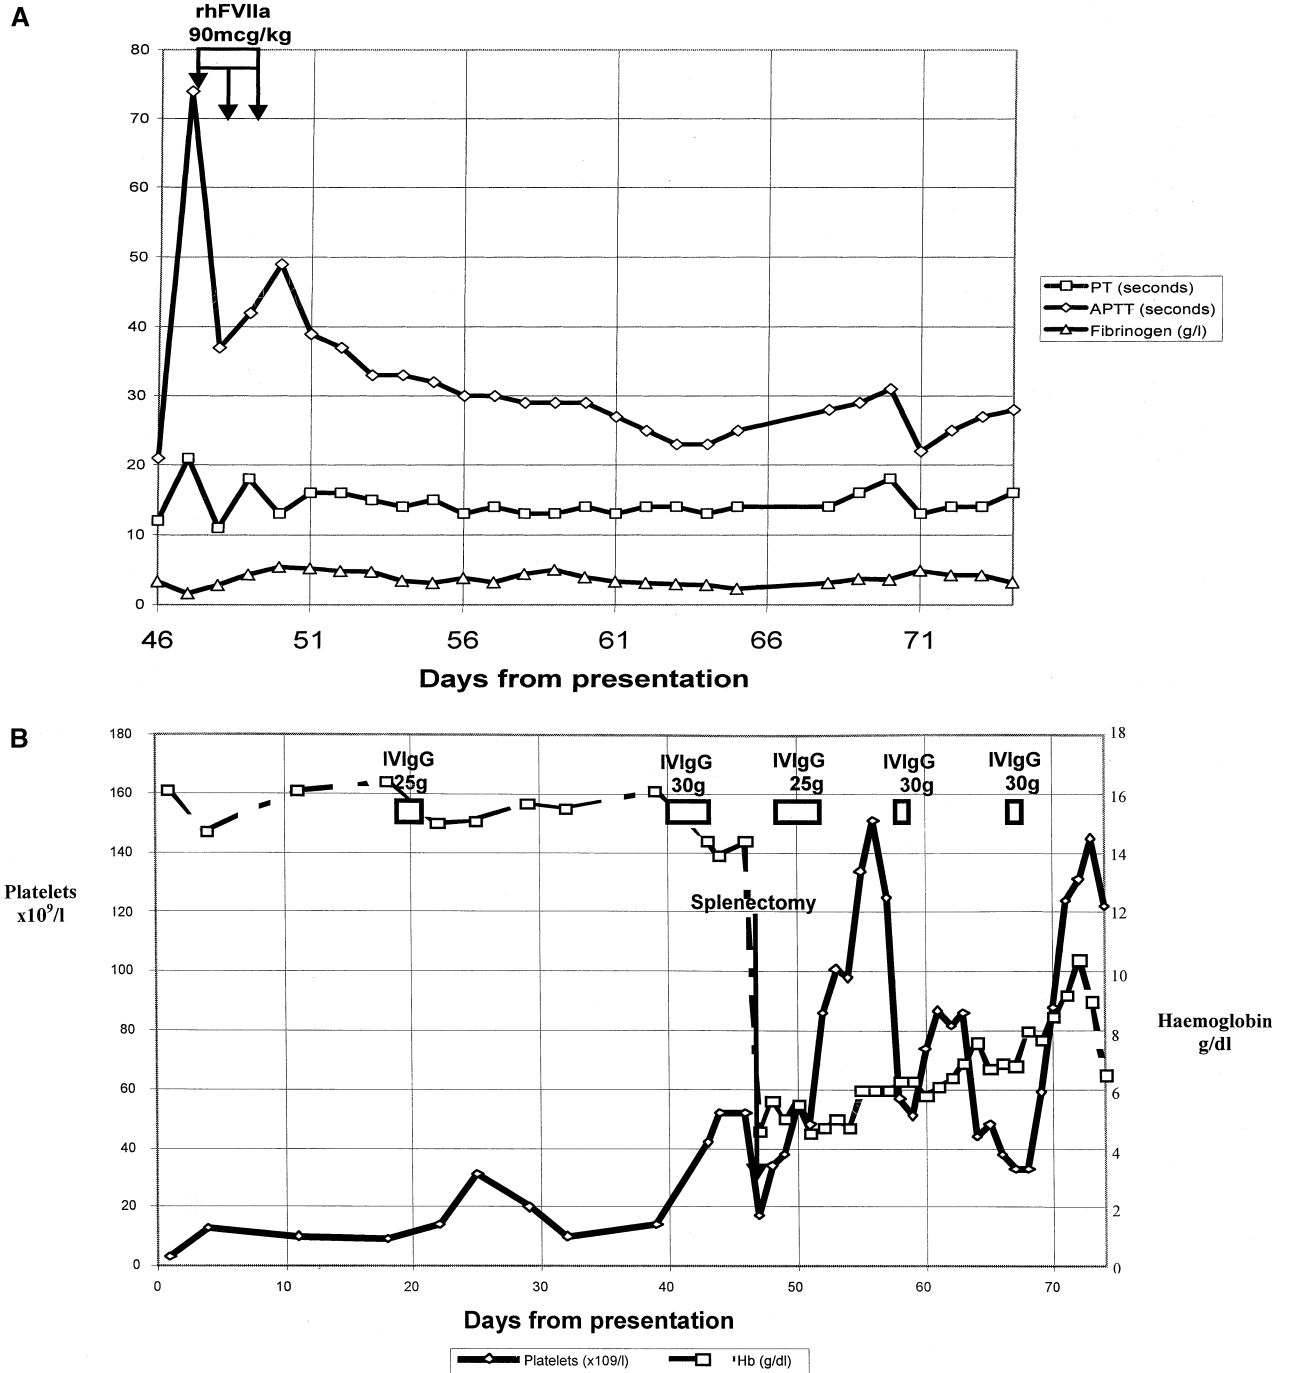 A
rhFVIIa
90mcg/kg
80
70
60
50
40
30
20
10
0
46 51 56 61 66 71
Days from presentation
PT (seconds)
APTT (seconds)
Fibrinogen (g/l)
B
180
160
140
120
100
80
60
40
20
0
Platelets
x10⁹/l
IVIgG
25g
IVIgG
30g
IVIgG
25g
IVIgG
30g
IVIgG
30g
Splenectomy
18
16
14
12
10
8
6
4
2
0
Haemoglobin
g/dl
0 10 20 30 40 50 60 70
Days from presentation
Platelets (x109/l) Hb (g/dl)